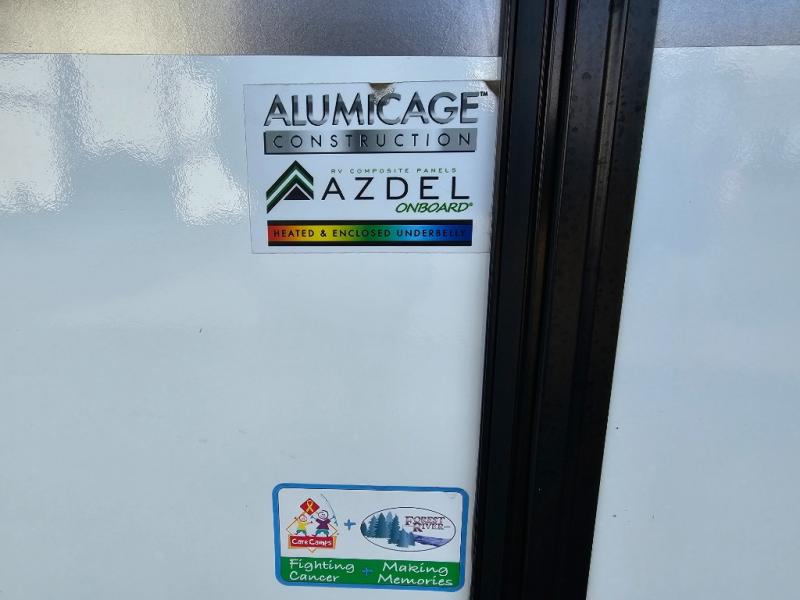 ALUMICAGE™
CONSTRUCTION
RV COMPOSITE PANELS
AZDEL
ONBOARD®
HEATED & ENCLOSED UNDERBELLY
Care Camps
+
FOREST RIVER
Fighting Cancer + Making Memories